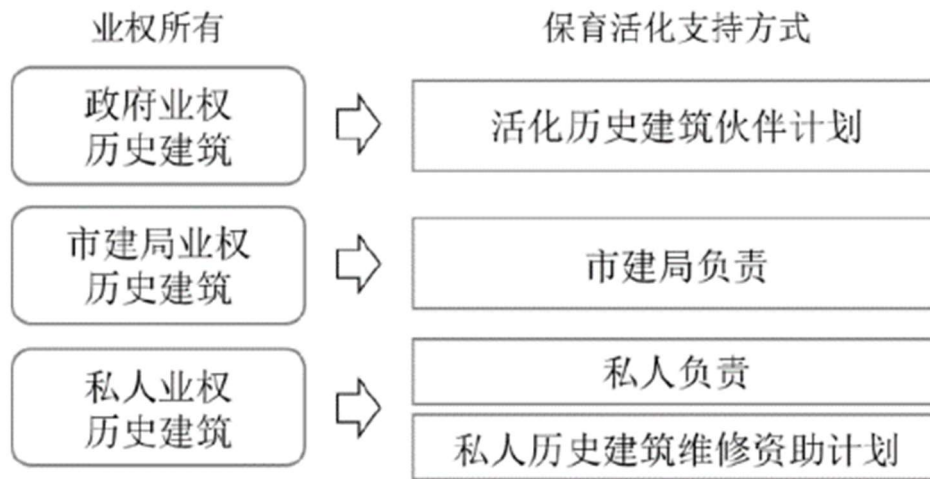 业权所有
保育活化支持方式
政府业权
历史建筑
活化历史建筑伙伴计划
市建局业权
历史建筑
市建局负责
私人业权
历史建筑
私人负责
私人历史建筑维修资助计划